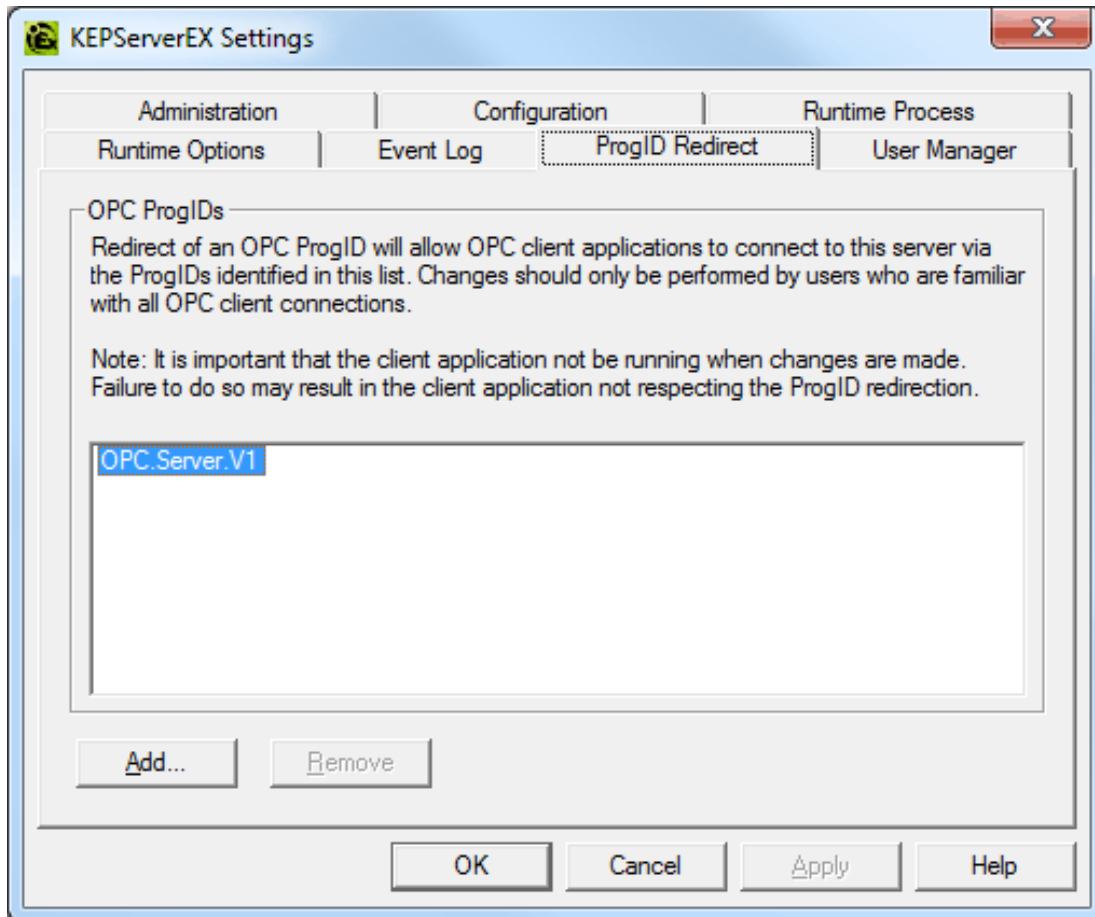 KEPServerEX Settings
Administration
Configuration
Runtime Process
Runtime Options
Event Log
ProgID Redirect
User Manager
OPC ProgIDs
Redirect of an OPC ProgID will allow OPC client applications to connect to this server via
the ProgIDs identified in this list. Changes should only be performed by users who are familiar
with all OPC client connections.
Note: It is important that the client application not be running when changes are made.
Failure to do so may result in the client application not respecting the ProgID redirection.
OPC.Server.V1
Add...
Remove
OK
Cancel
Apply
Help